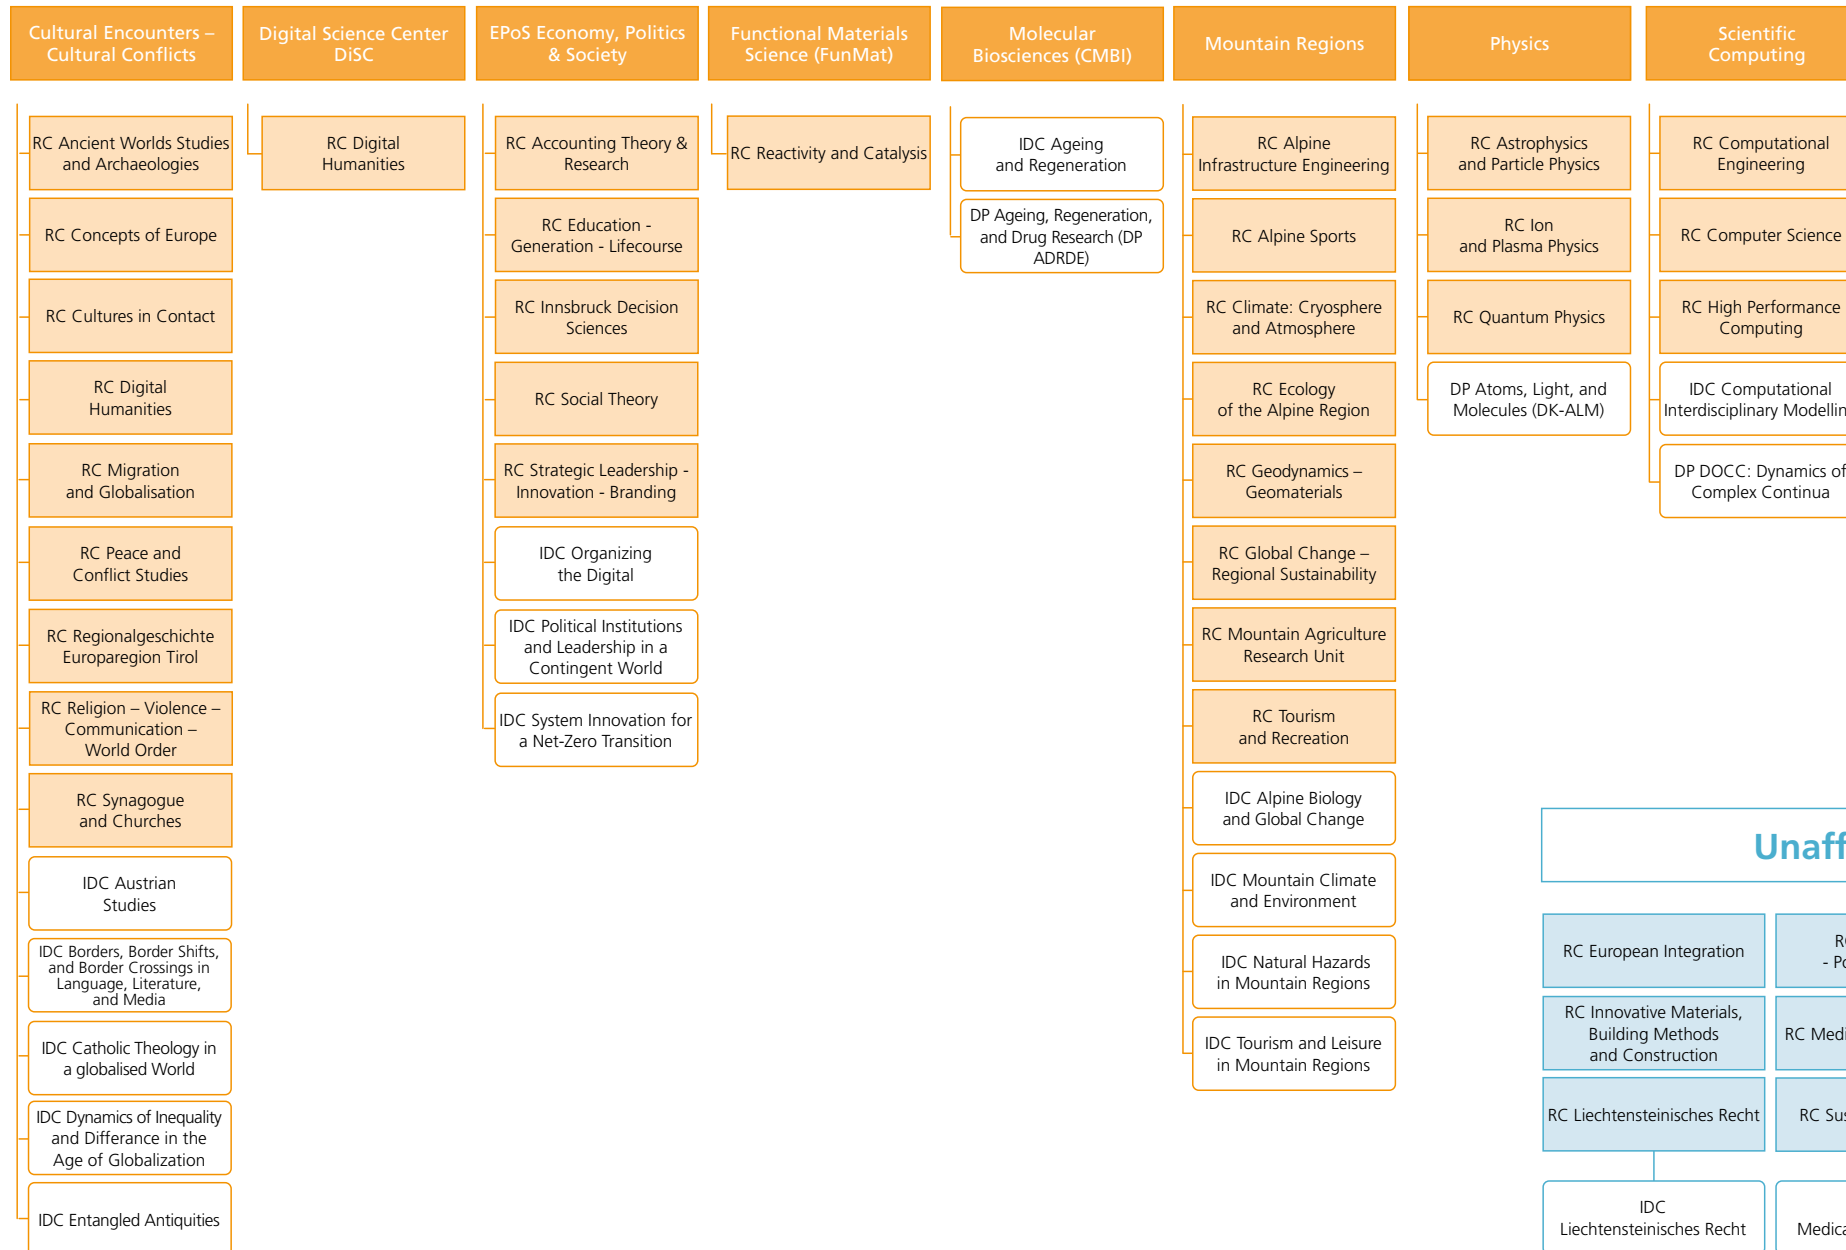 Cultural Encounters –
Cultural Conflicts
Digital Science Center
DiSC
EPoS Economy, Politics
& Society
Functional Materials
Science (FunMat)
Molecular
Biosciences (CMBI)
Mountain Regions
Physics
Scientific
Computing
RC Ancient Worlds Studies
and Archaeologies
RC Concepts of Europe
RC Cultures in Contact
RC Digital
Humanities
RC Migration
and Globalisation
RC Peace and
Conflict Studies
RC Regionalgeschichte
Europaregion Tirol
RC Religion – Violence –
Communication –
World Order
RC Synagogue
and Churches
IDC Austrian
Studies
IDC Borders, Border Shifts,
and Border Crossings in
Language, Literature,
and Media
IDC Catholic Theology in
a globalised World
IDC Dynamics of Inequality
and Differance in the
Age of Globalization
IDC Entangled Antiquities
RC Digital
Humanities
RC Accounting Theory &
Research
RC Education -
Generation - Lifecourse
RC Innsbruck Decision
Sciences
RC Social Theory
RC Strategic Leadership -
Innovation - Branding
IDC Organizing
the Digital
IDC Political Institutions
and Leadership in a
Contingent World
IDC System Innovation for
a Net-Zero Transition
RC Reactivity and Catalysis
IDC Ageing
and Regeneration
DP Ageing, Regeneration,
and Drug Research (DP
ADRDE)
RC Alpine
Infrastructure Engineering
RC Alpine Sports
RC Climate: Cryosphere
and Atmosphere
RC Ecology
of the Alpine Region
RC Geodynamics –
Geomaterials
RC Global Change –
Regional Sustainability
RC Mountain Agriculture
Research Unit
RC Tourism
and Recreation
IDC Alpine Biology
and Global Change
IDC Mountain Climate
and Environment
IDC Natural Hazards
in Mountain Regions
IDC Tourism and Leisure
in Mountain Regions
RC Astrophysics
and Particle Physics
RC Ion
and Plasma Physics
RC Quantum Physics
DP Atoms, Light, and
Molecules (DK-ALM)
RC Computational
Engineering
RC Computer Science
RC High Performance
Computing
IDC Computational
Interdisciplinary Modellin
DP DOCC: Dynamics of
Complex Continua
Unaff
RC European Integration
- Po
RC Innovative Materials,
Building Methods
and Construction
RC Medi
RC Liechtensteinisches Recht
RC Sus
IDC
Liechtensteinisches Recht
Medica